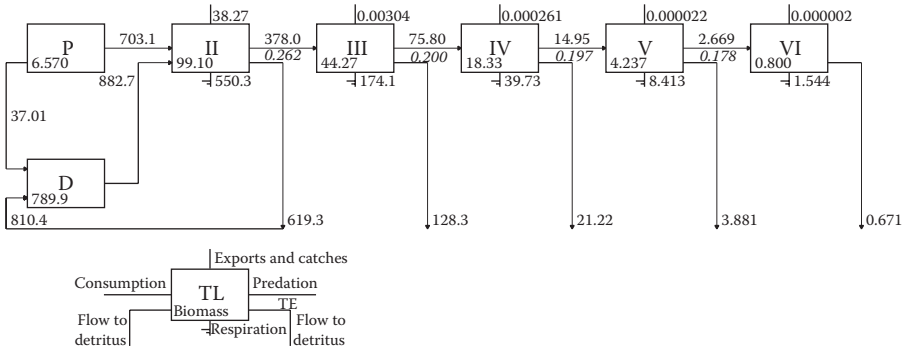 38.27
0.00304
0.000261
0.000022
0.000002
P
703.1
II
378.0
III
75.80
IV
14.95
V
2.669
VI
0.262
0.200
0.197
0.178
6.570
99.10
44.27
18.33
4.237
0.800
882.7
550.3
174.1
39.73
8.413
1.544
37.01
D
789.9
810.4
619.3
128.3
21.22
3.881
0.671
Exports and catches
Consumption
TL
Predation
TE
Biomass
Flow to
detritus
Respiration
Flow to
detritus